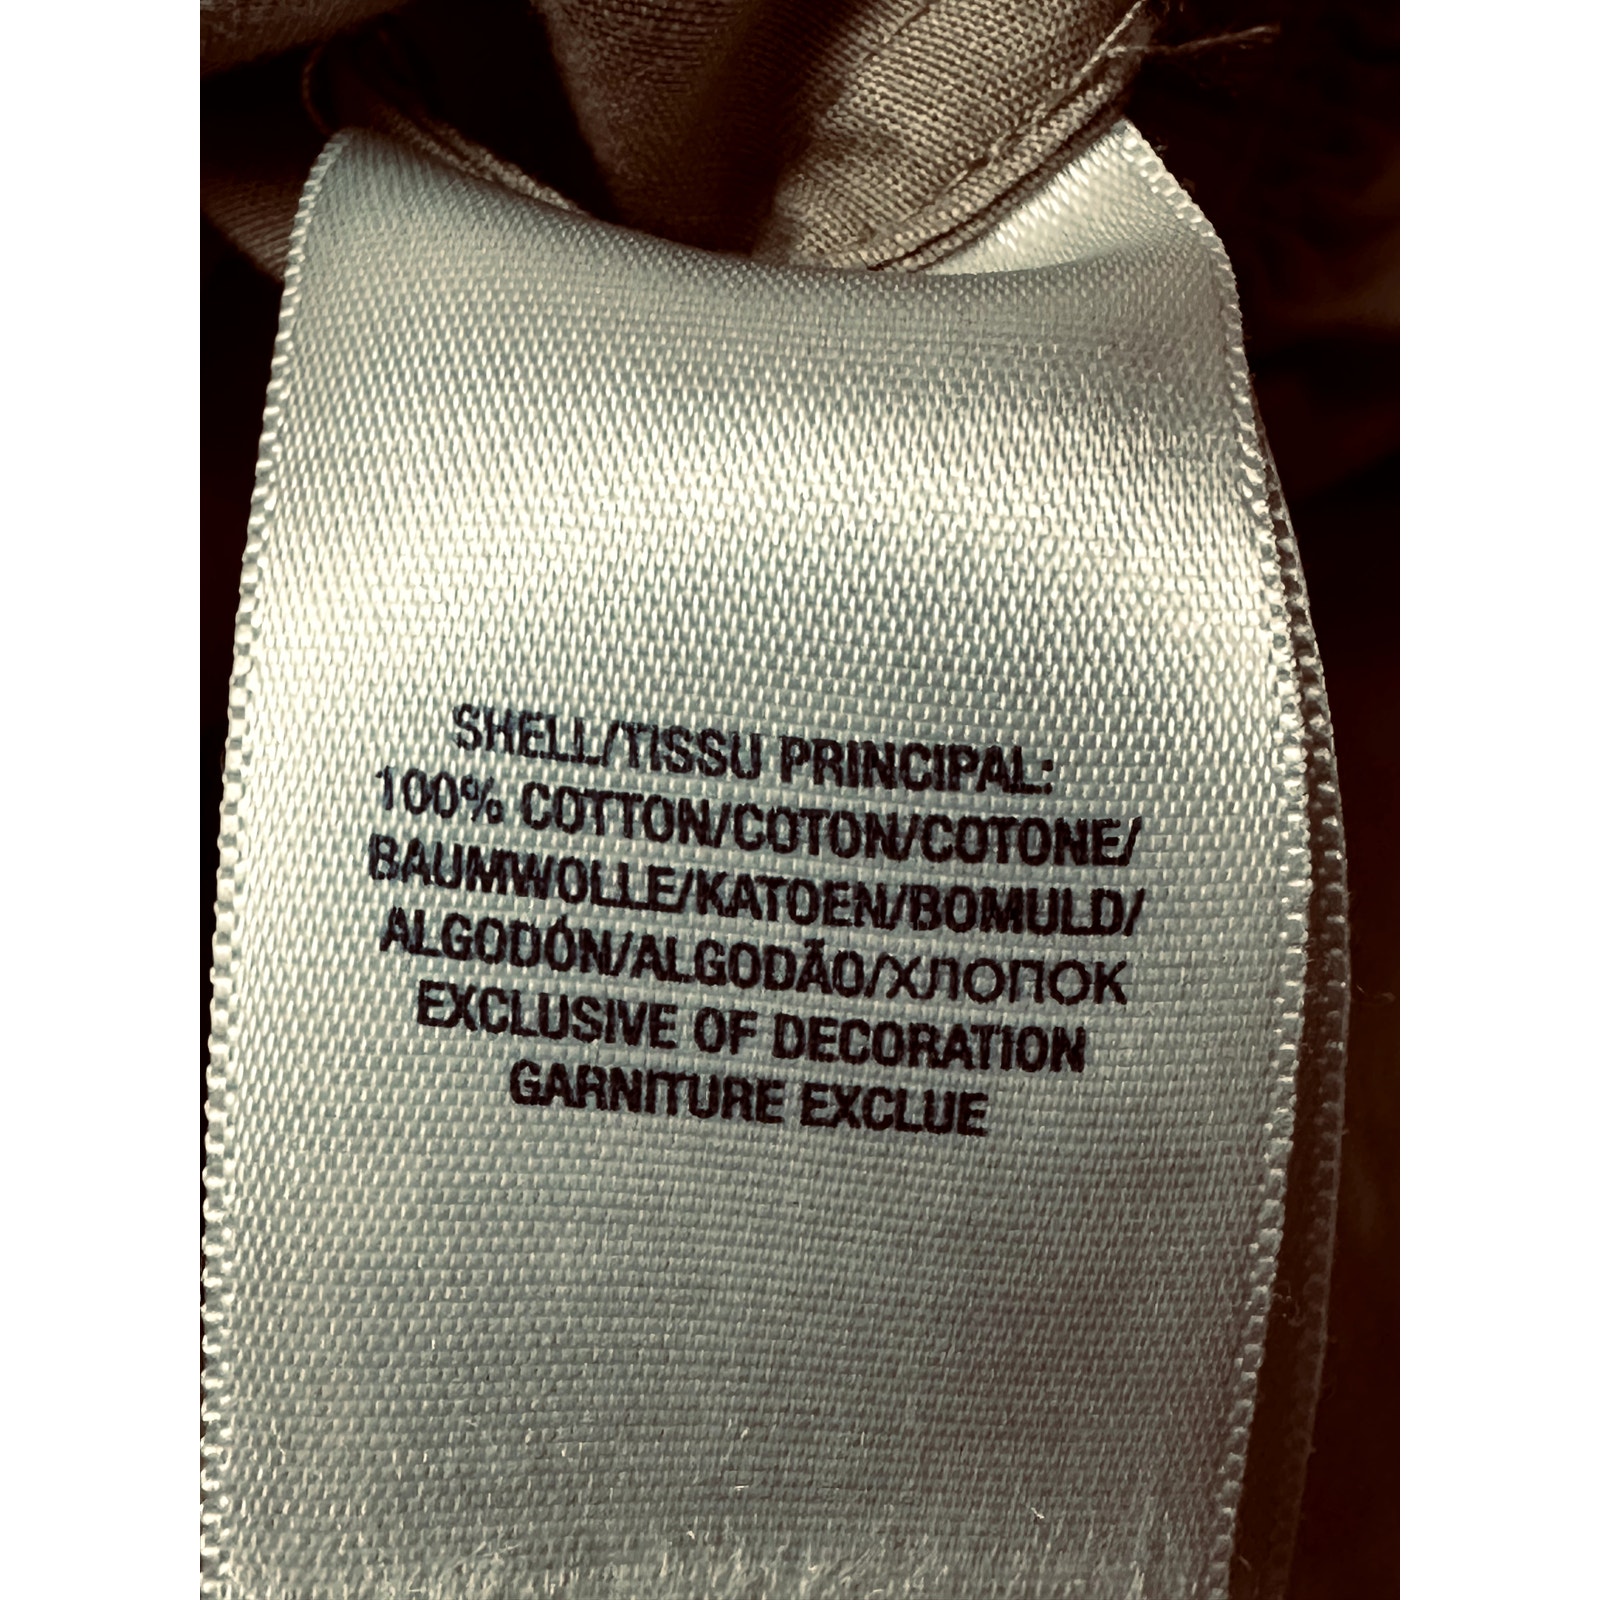 SHELL/TISSU PRINCIPAL:
100% COTTON/COTON/COTONE/
BAUMWOLLE/KATOEN/BOMULD/
ALGODÓN/ALGODÃO/ХЛОПОК
EXCLUSIVE OF DECORATION
GARNITURE EXCLUE